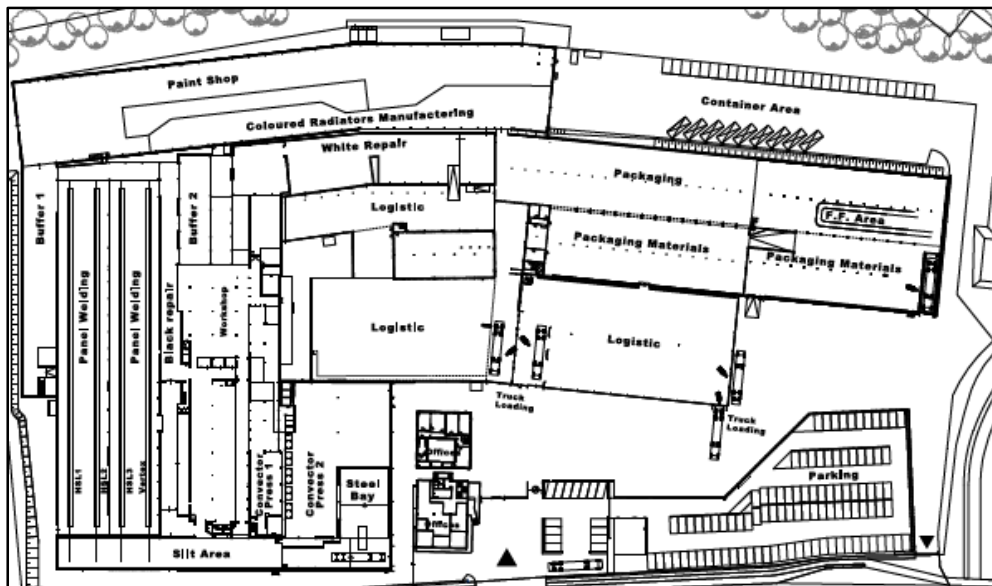 Paint Shop
Container Area
Coloured Radiators Manufactering
White Repair
Packaging
Buffer 1
Buffer 2
Logistic
F.F. Area
Packaging Materials
Packaging Materials
Panel Welding
Panel Welding
Black repair
Workshop
Logistic
Logistic
Truck
Loading
Truck
Loading
Offices
Parking
HSL1
HSL2
HSL3
Vertex
Convector
Press 1
Convector
Press 2
Steel
Bay
Offices
Slit Area